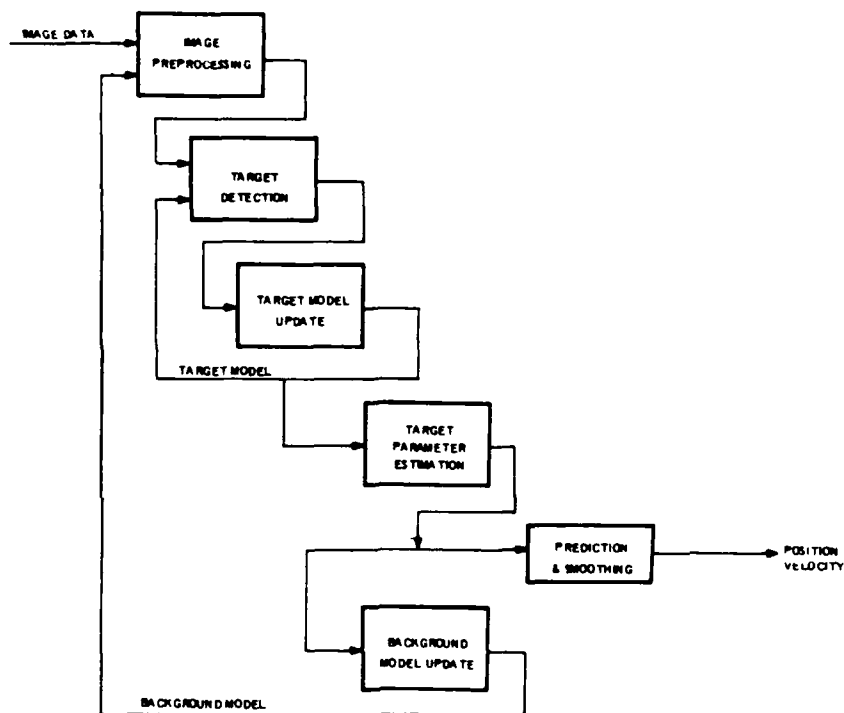 IMAGE DATA
IMAGE
PREPROCESSING
TARGET
DETECTION
TARGET MODEL
UPDATE
TARGET MODEL
TARGET
PARAMETER
ESTIMATION
PREDICTION
& SMOOTHING
POSITION
VELOCITY
BACKGROUND
MODEL UPDATE
BACKGROUND MODEL